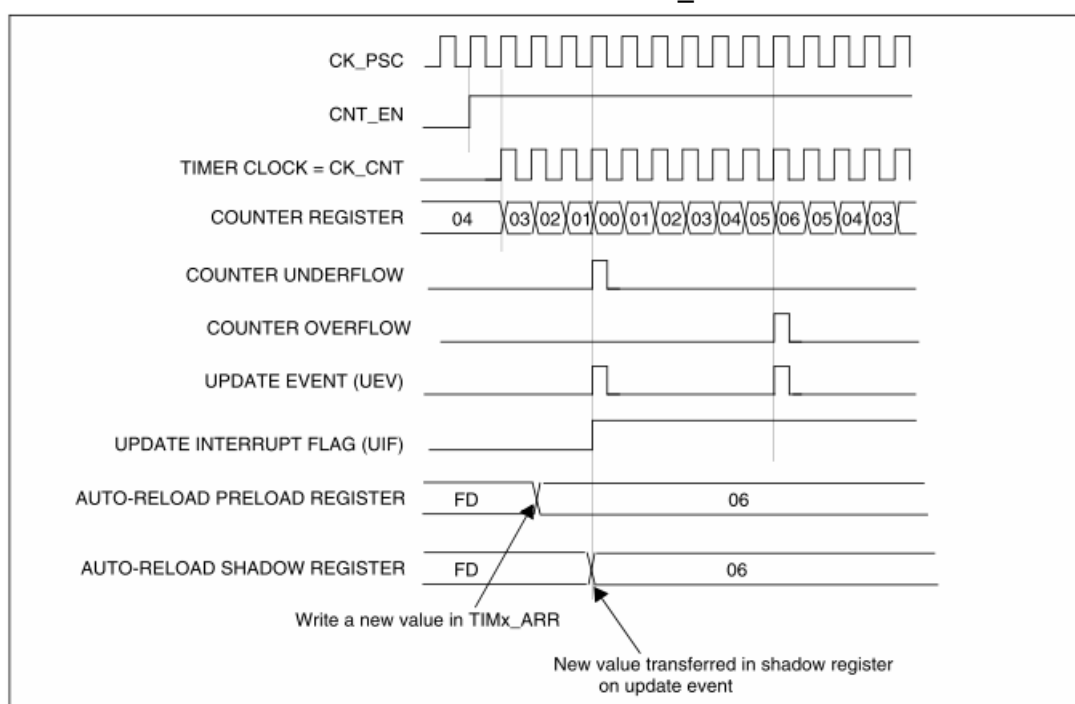 _
CK_PSC
CNT_EN
TIMER CLOCK = CK_CNT
COUNTER REGISTER 04 03 02 01 00 01 02 03 04 05 06 05 04 03
COUNTER UNDERFLOW
COUNTER OVERFLOW
UPDATE EVENT (UEV)
UPDATE INTERRUPT FLAG (UIF)
AUTO-RELOAD PRELOAD REGISTER FD 06
AUTO-RELOAD SHADOW REGISTER FD 06
Write a new value in TIMx_ARR
New value transferred in shadow register
on update event